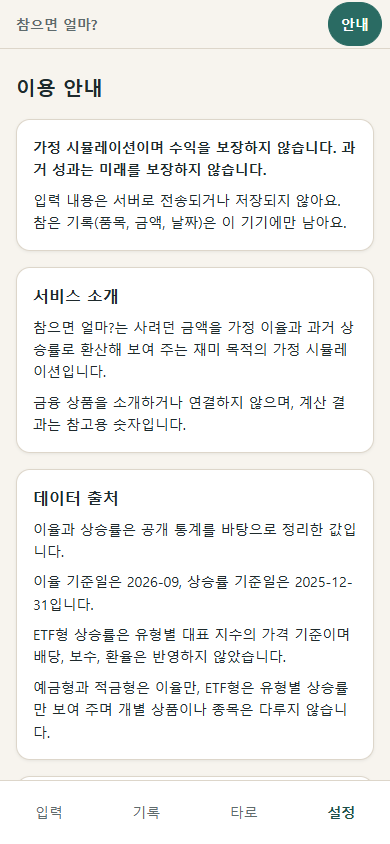 참으면 얼마?
안내
이용 안내
가정 시뮬레이션이며 수익을 보장하지 않습니다. 과
거 성과는 미래를 보장하지 않습니다.
입력 내용은 서버로 전송되거나 저장되지 않아요.
참은 기록(품목, 금액, 날짜)은 이 기기에만 남아요.
서비스 소개
참으면 얼마?는 사려던 금액을 가정 이율과 과거 상
승률로 환산해 보여 주는 재미 목적의 가정 시뮬레
이션입니다.
금융 상품을 소개하거나 연결하지 않으며, 계산 결
과는 참고용 숫자입니다.
데이터 출처
이율과 상승률은 공개 통계를 바탕으로 정리한 값입
니다.
이율 기준일은 2026-09, 상승률 기준일은 2025-12-
31입니다.
ETF형 상승률은 유형별 대표 지수의 가격 기준이며
배당, 보수, 환율은 반영하지 않았습니다.
예금형과 적금형은 이율만, ETF형은 유형별 상승률
만 보여 주며 개별 상품이나 종목은 다루지 않습니
다.
입력
기록
타로
설정